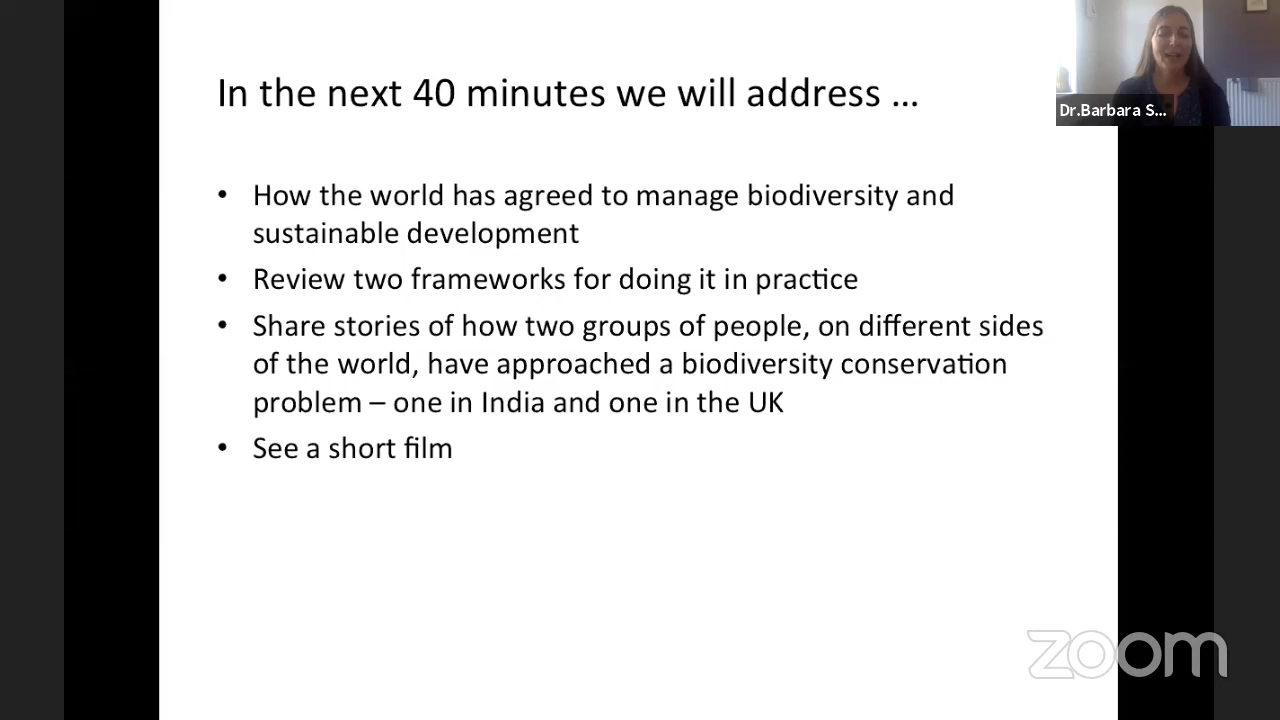 In the next 40 minutes we will address …
Dr.Barbara S...
• How the world has agreed to manage biodiversity and
sustainable development
• Review two frameworks for doing it in practice
• Share stories of how two groups of people, on different sides
of the world, have approached a biodiversity conservation
problem – one in India and one in the UK
• See a short film
zoom